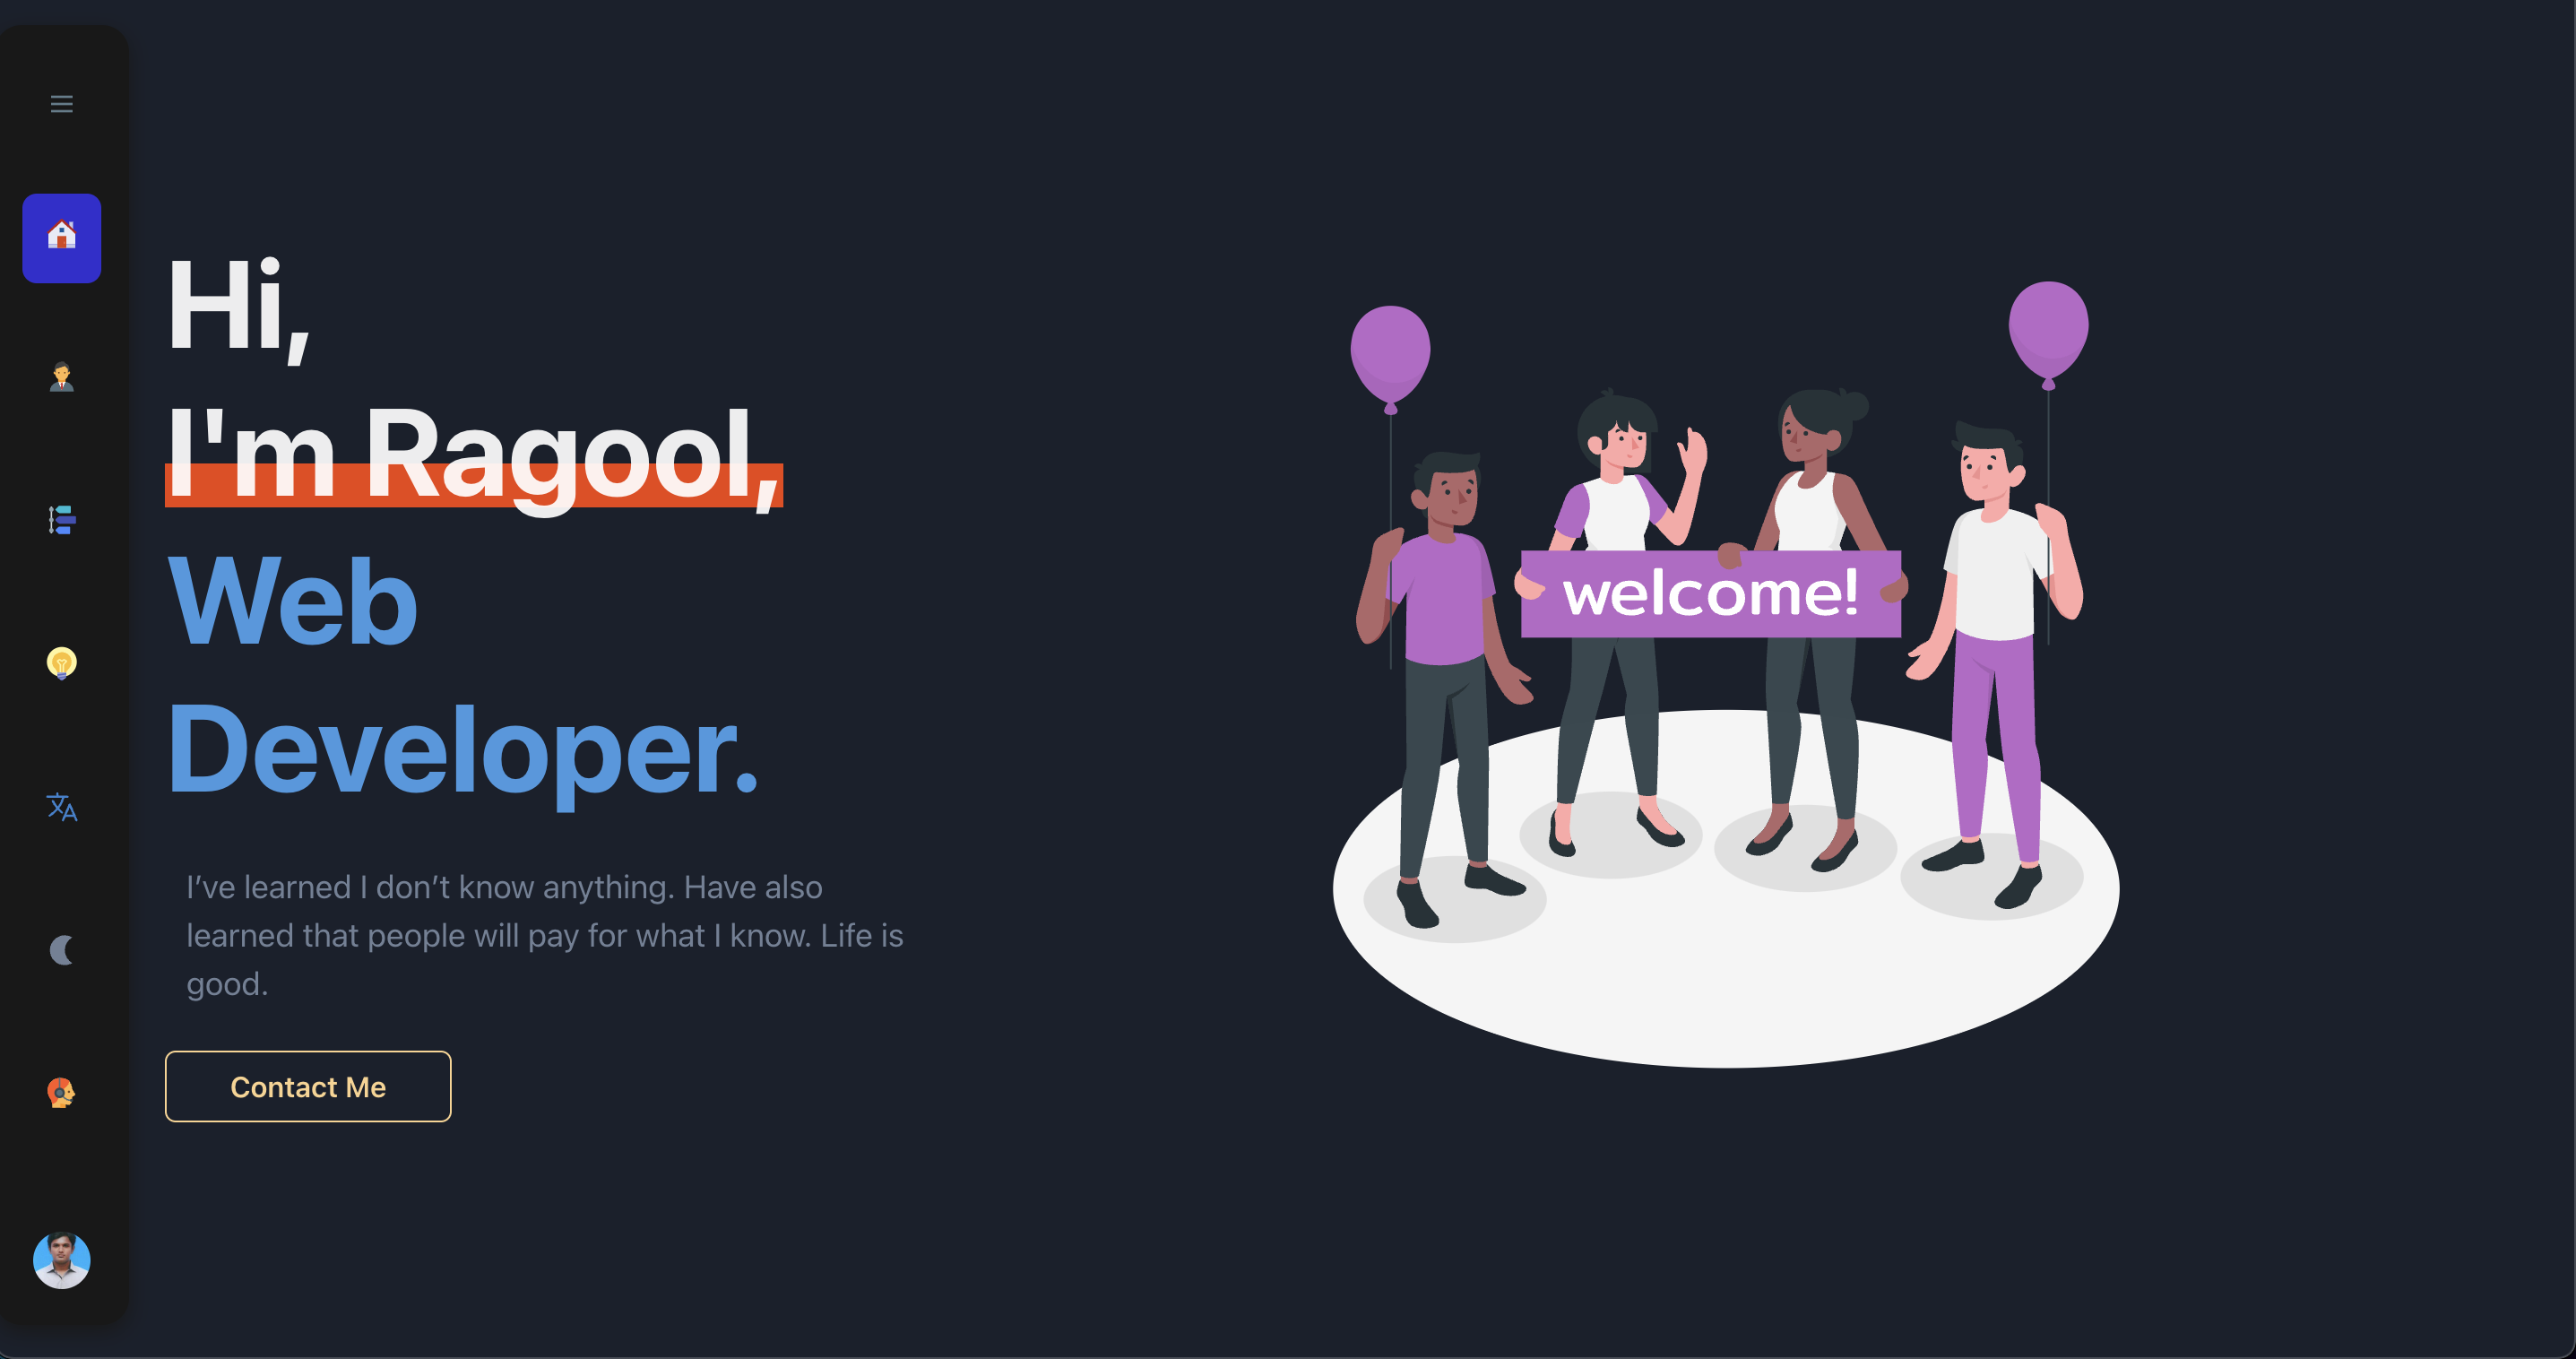 Hi,
I'm Ragool,
Web
Developer.
I’ve learned I don’t know anything. Have also
learned that people will pay for what I know. Life is
good.
Contact Me
welcome!